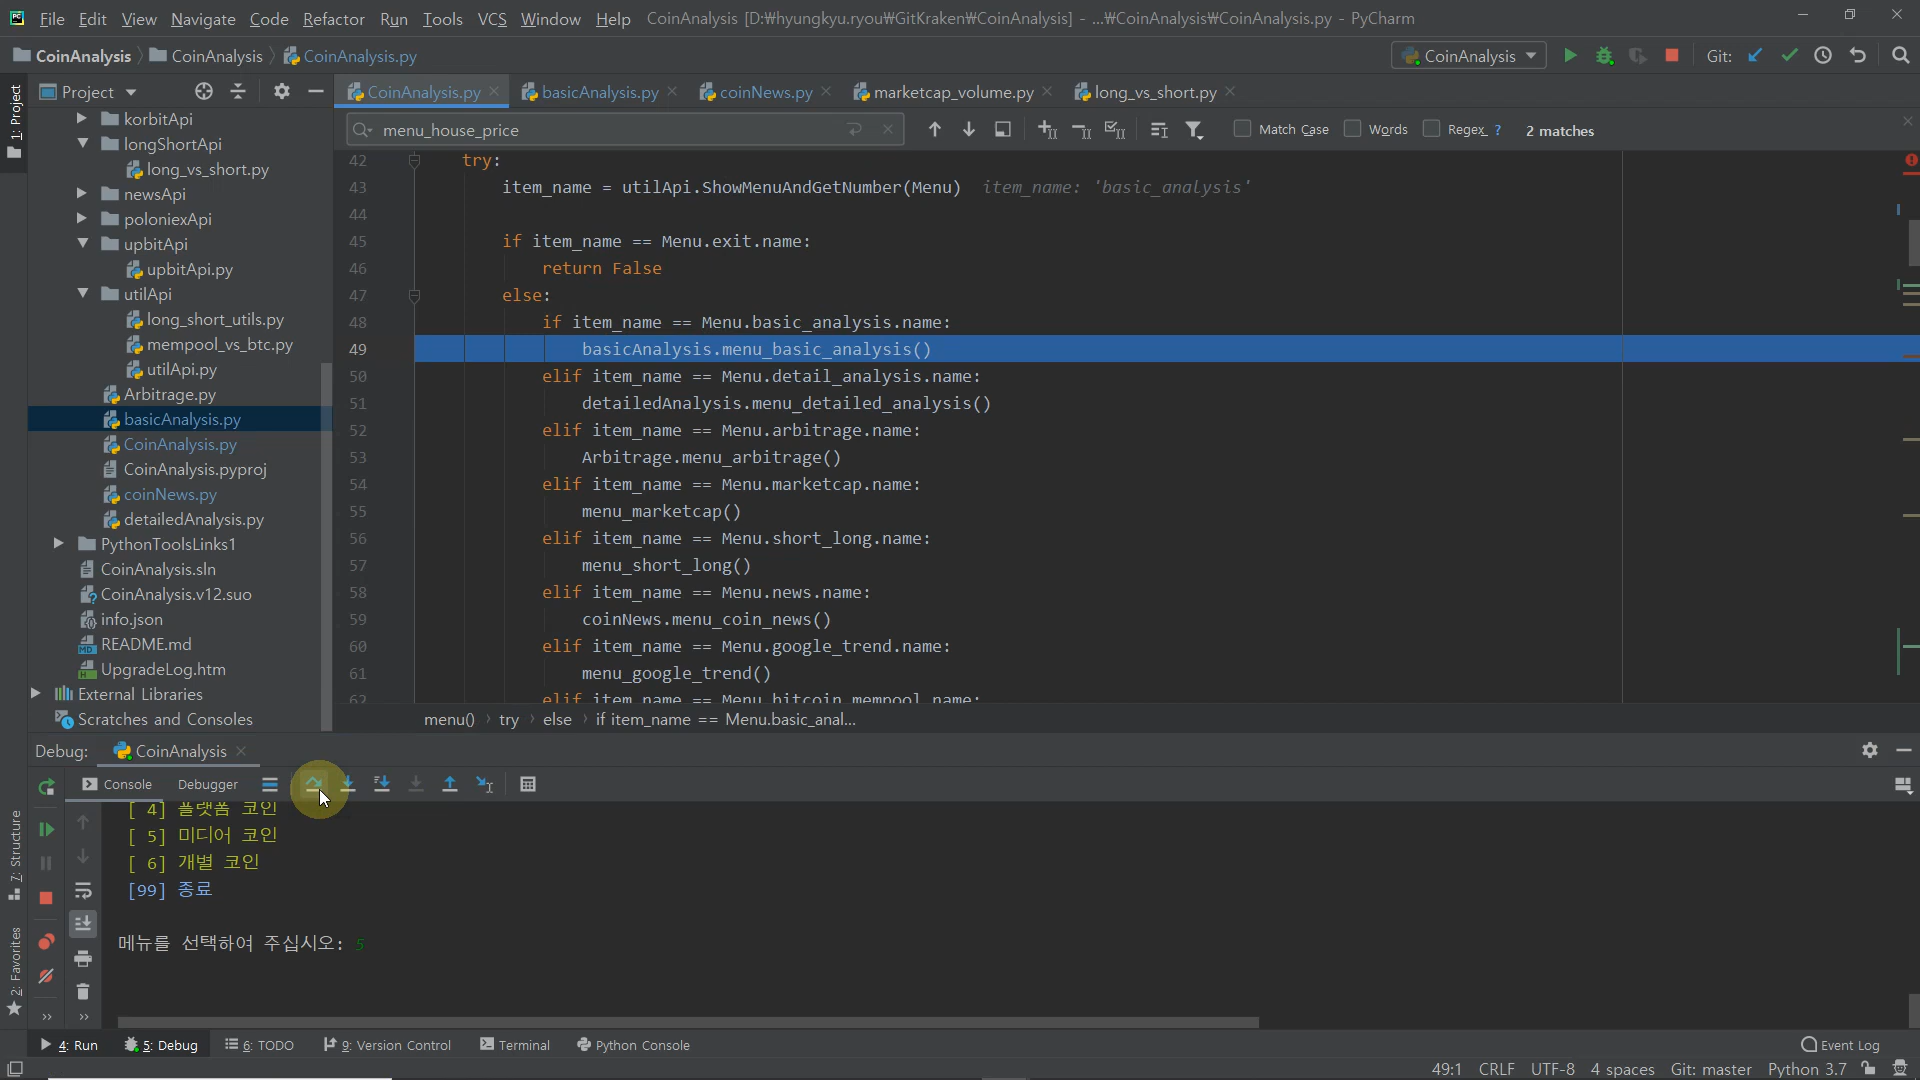 File Edit View Navigate Code Refactor Run Tools VCS Window Help CoinAnalysis [D:₩hyungkyu.ryou₩GitKraken₩CoinAnalysis] - ...₩CoinAnalysis₩CoinAnalysis.py - PyCharm
CoinAnalysis CoinAnalysis CoinAnalysis.py CoinAnalysis Git:
1: Project
Project
CoinAnalysis.py basicAnalysis.py coinNews.py marketcap_volume.py long_vs_short.py
menu_house_price Match Case Words Regex ? 2 matches
korbitApi
longShortApi
long_vs_short.py
newsApi
poloniexApi
upbitApi
upbitApi.py
utilApi
long_short_utils.py
mempool_vs_btc.py
utilApi.py
Arbitrage.py
basicAnalysis.py
CoinAnalysis.py
CoinAnalysis.pyproj
coinNews.py
detailedAnalysis.py
PythonToolsLinks1
CoinAnalysis.sln
CoinAnalysis.v12.suo
info.json
README.md
UpgradeLog.htm
External Libraries
Scratches and Consoles
42 try:
43 item_name = utilApi.ShowMenuAndGetNumber(Menu) item_name: 'basic_analysis'
44
45 if item_name == Menu.exit.name:
46 return False
47 else:
48 if item_name == Menu.basic_analysis.name:
49 basicAnalysis.menu_basic_analysis()
50 elif item_name == Menu.detail_analysis.name:
51 detailedAnalysis.menu_detailed_analysis()
52 elif item_name == Menu.arbitrage.name:
53 Arbitrage.menu_arbitrage()
54 elif item_name == Menu.marketcap.name:
55 menu_marketcap()
56 elif item_name == Menu.short_long.name:
57 menu_short_long()
58 elif item_name == Menu.news.name:
59 coinNews.menu_coin_news()
60 elif item_name == Menu.google_trend.name:
61 menu_google_trend()
62 elif item_name == Menu.bitcoin_mempool.name:
menu() try else if item_name == Menu.basic_anal...
Debug: CoinAnalysis
Console Debugger
[ 4] 플랫폼 코인
[ 5] 미디어 코인
[ 6] 개별 코인
[99] 종료
메뉴를 선택하여 주십시오: 5
7: Structure
2: Favorites
4: Run 5: Debug 6: TODO 9: Version Control Terminal Python Console Event Log
49:1 CRLF UTF-8 4 spaces Git: master Python 3.7